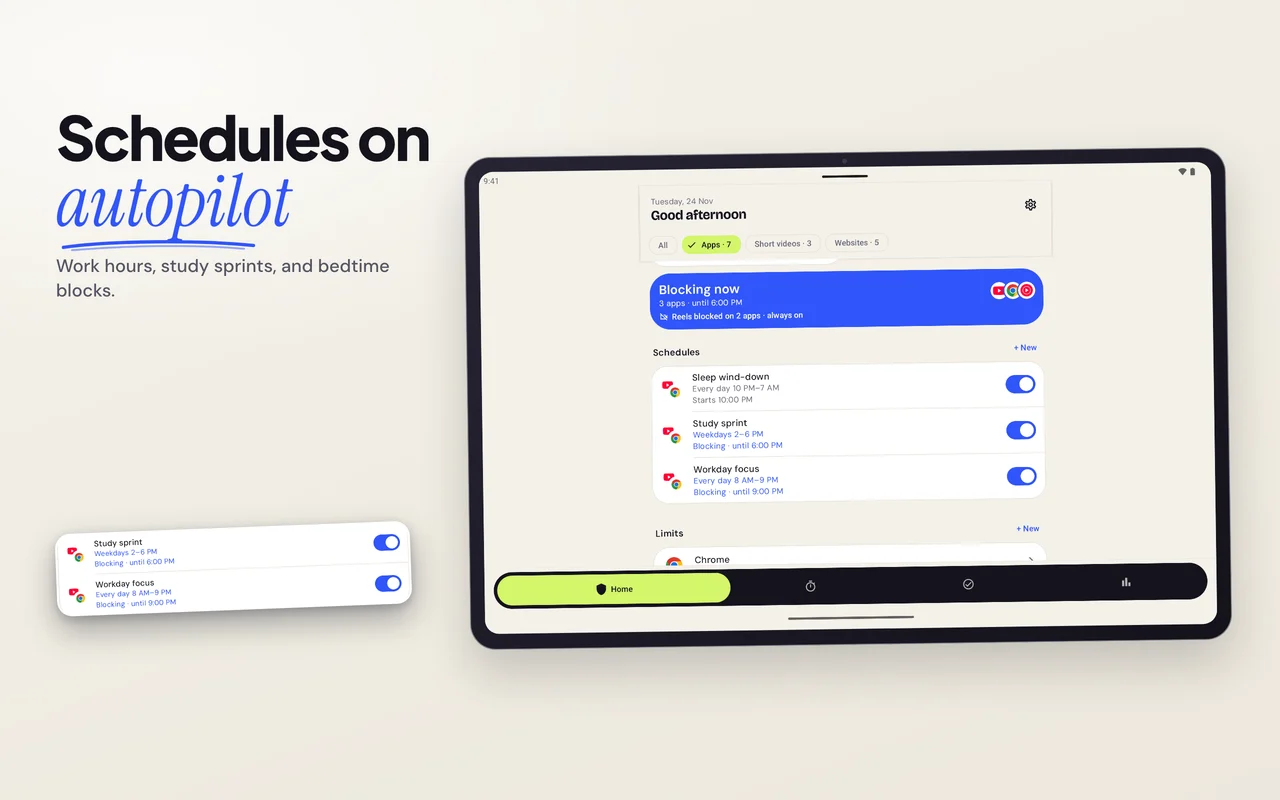 Schedules on
autopilot
Work hours, study sprints, and bedtime
blocks.
Study sprint
Weekdays 2–6 PM
Blocking · until 6:00 PM
Workday focus
Every day 8 AM–9 PM
Blocking · until 9:00 PM
9:41
Tuesday, 24 Nov
Good afternoon
All
Apps · 7
Short videos · 3
Websites · 5
Blocking now
3 apps · until 6:00 PM
Reels blocked on 2 apps · always on
Schedules
+ New
Sleep wind-down
Every day 10 PM–7 AM
Starts 10:00 PM
Study sprint
Weekdays 2–6 PM
Blocking · until 6:00 PM
Workday focus
Every day 8 AM–9 PM
Blocking · until 9:00 PM
Limits
+ New
Chrome
Home